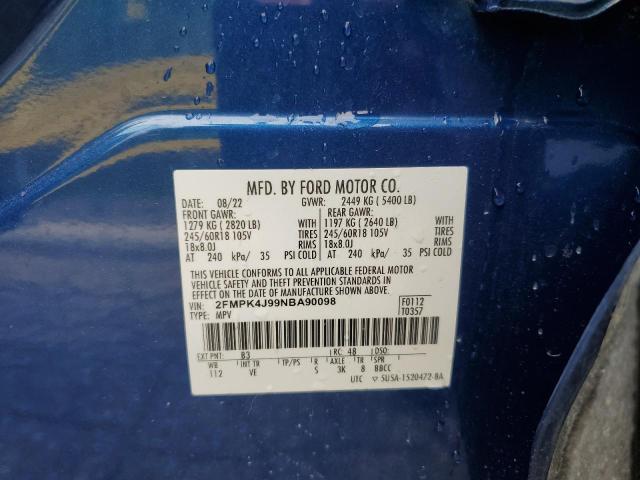 MFD. BY FORD MOTOR CO.
DATE: 08/22 GVWR: 2449 KG ( 5400 LB)
FRONT GAWR: REAR GAWR:
1279 KG ( 2820 LB) 1197 KG ( 2640 LB)
245/60R18 105V TIRES 245/60R18 105V TIRES
18x8.0J RIMS 18x8.0J RIMS
AT 240 kPa/ 35 PSI COLD AT 240 kPa/ 35 PSI COLD
THIS VEHICLE CONFORMS TO ALL APPLICABLE FEDERAL MOTOR
VEHICLE SAFETY AND THEFT PREVENTION STANDARDS IN
EFFECT ON THE DATE OF MANUFACTURE SHOWN ABOVE.
VIN: 2FMPK4J99NBA90098 F0112
TYPE: MPV T0357
EXT PNT: B3 RC: 48 DSO:
WB INT TR TP/PS R AXLE TR SPR
112 VE S 3K 8 BBCC
UTC ▽ 5USA-1520472-BA